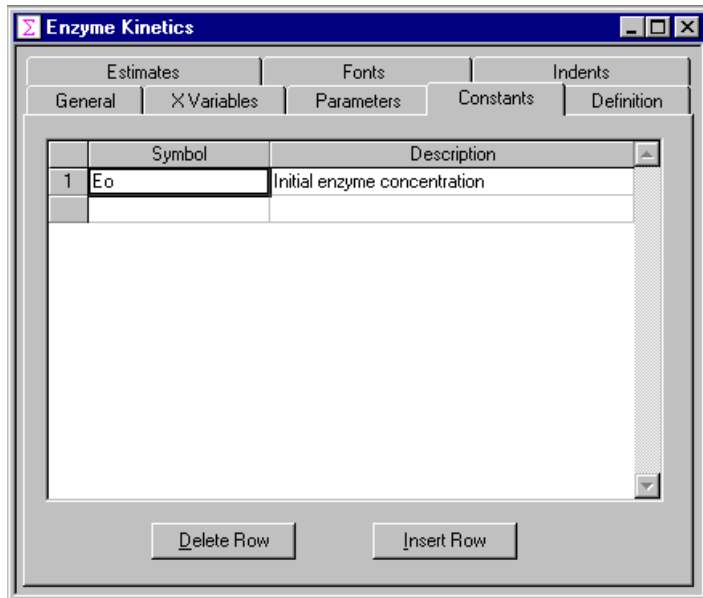 Σ Enzyme Kinetics
Estimates Fonts Indents
General X Variables Parameters Constants Definition
Symbol Description
1 Eo Initial enzyme concentration
Delete Row Insert Row